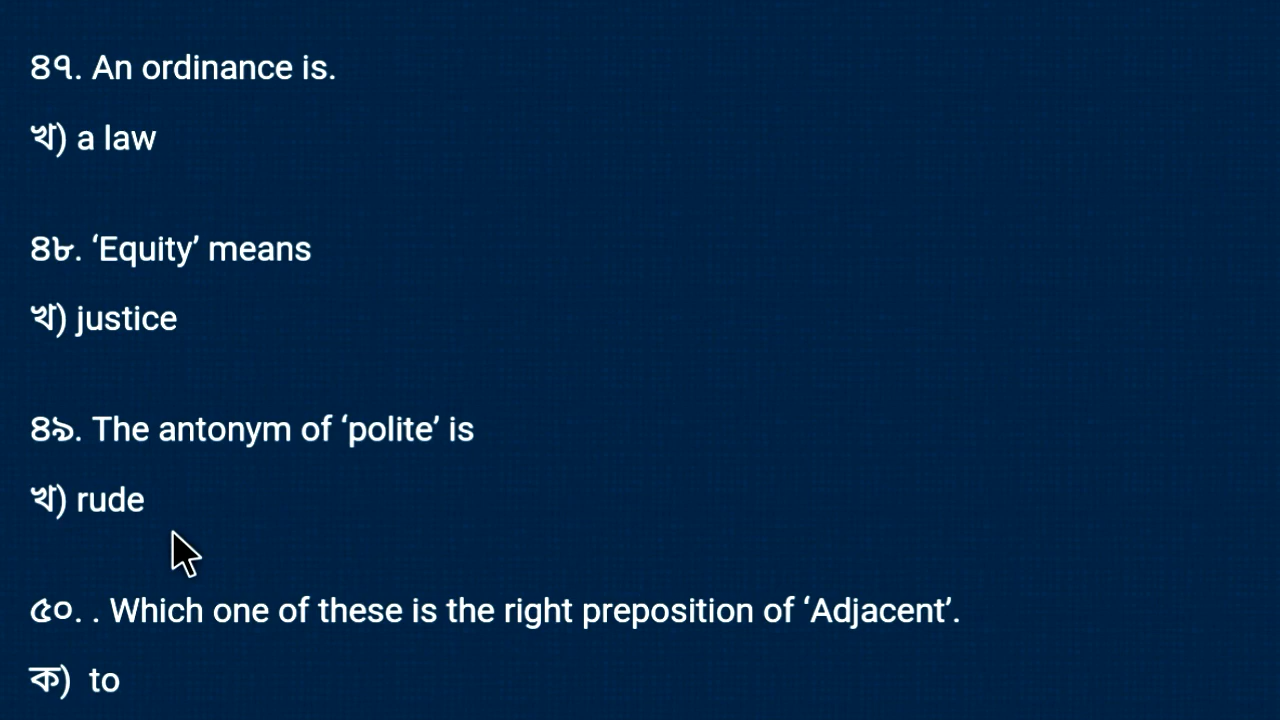 ৪৭. An ordinance is.
খ) a law
৪৮. ‘Equity’ means
খ) justice
৪৯. The antonym of ‘polite’ is
খ) rude
৫০. . Which one of these is the right preposition of ‘Adjacent’.
ক) to